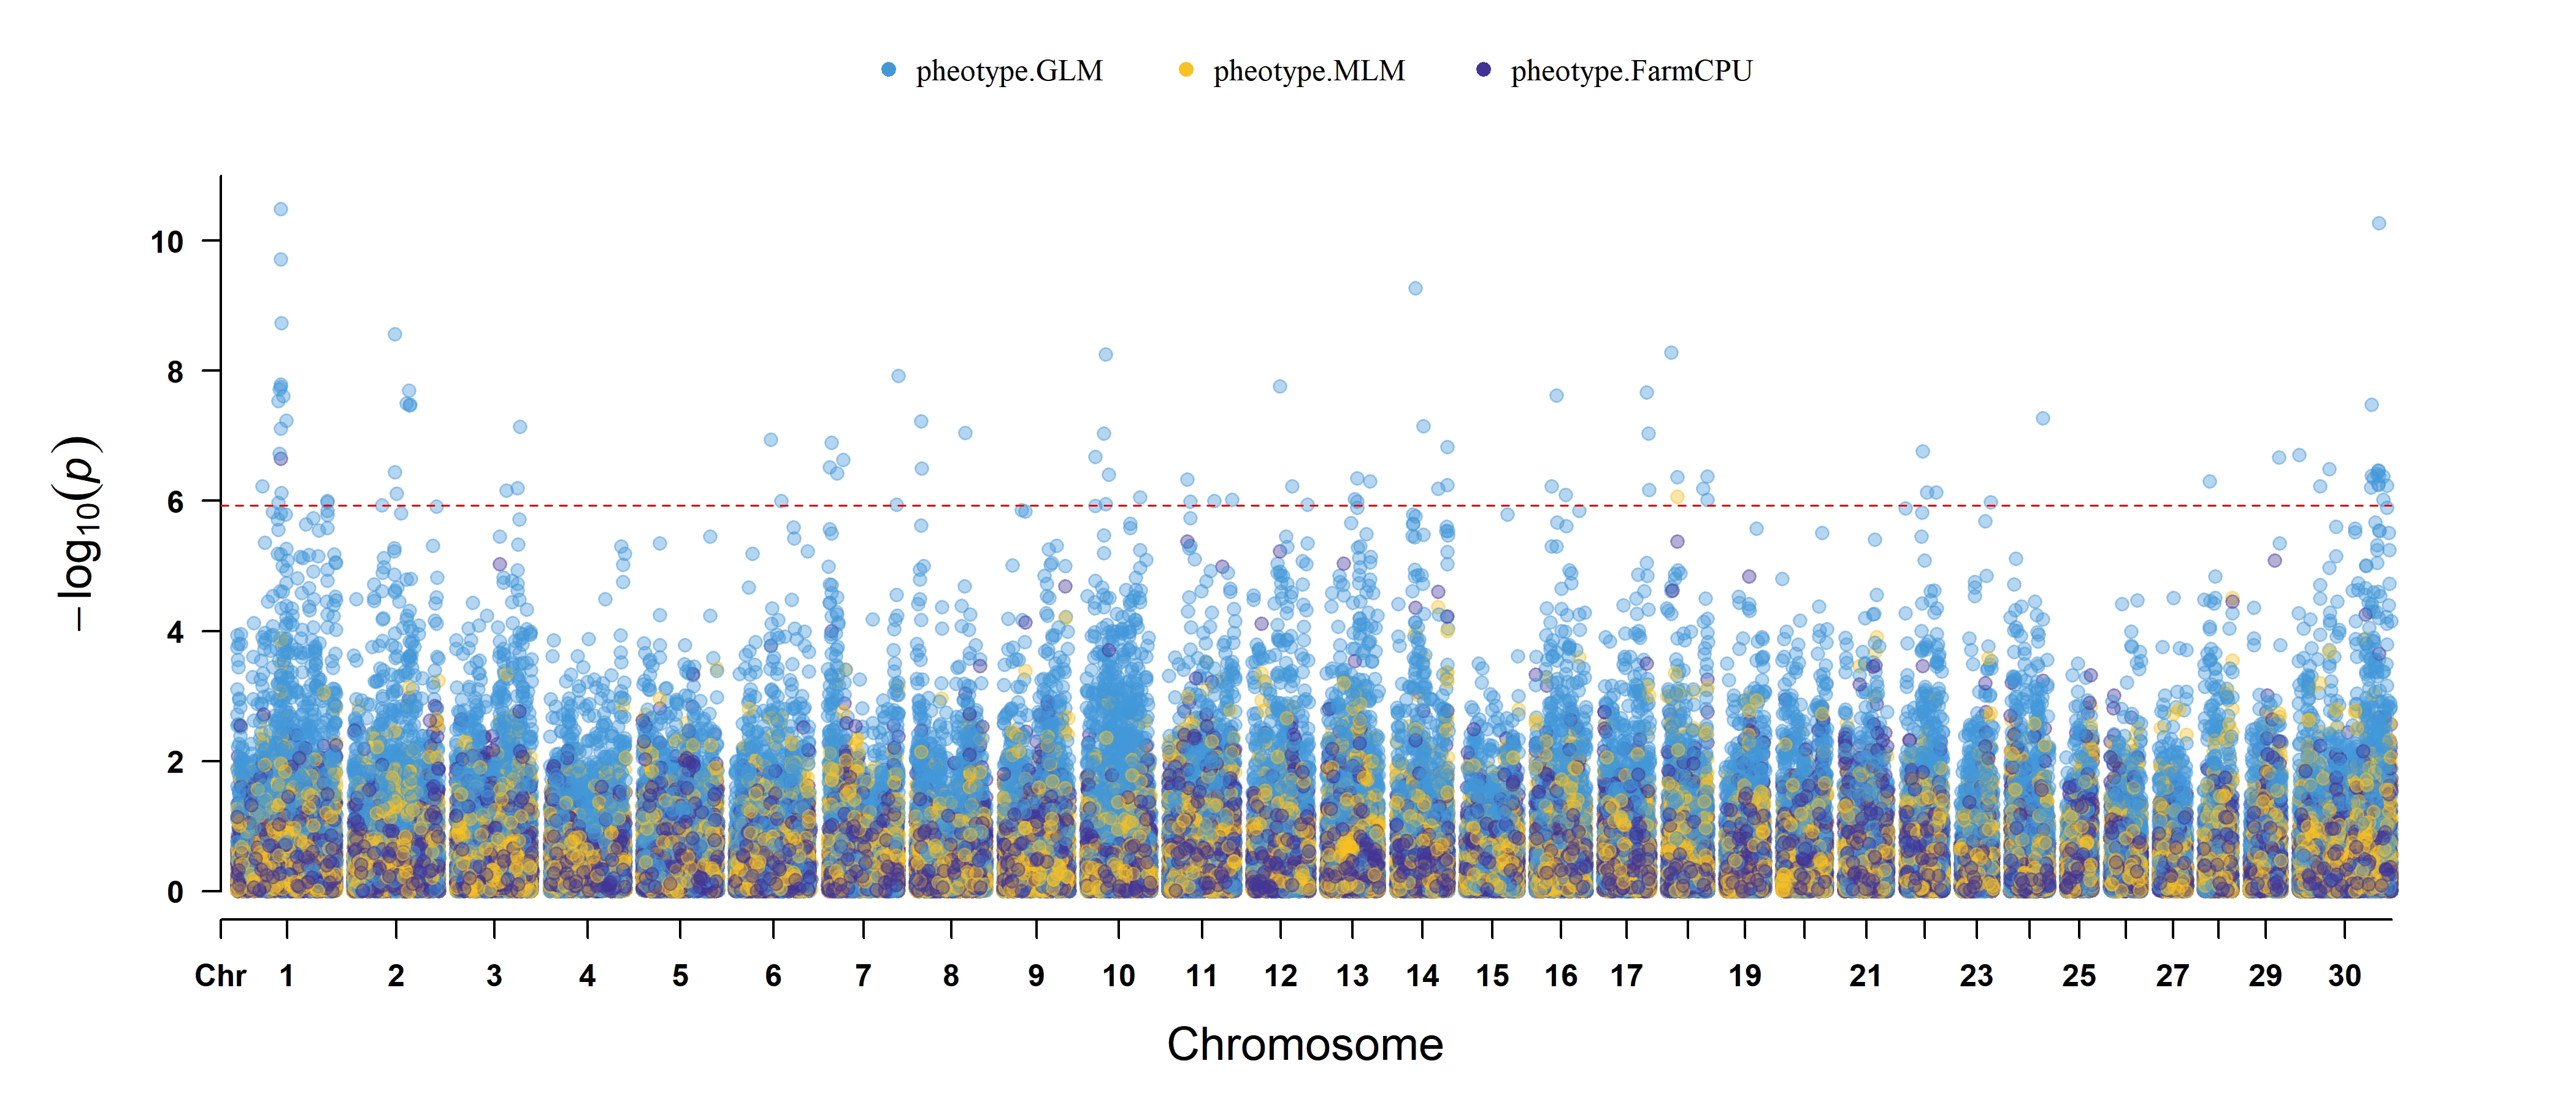 pheotype.GLM pheotype.MLM pheotype.FarmCPU
−log10(p)
10
8
6
4
2
0
Chr 1 2 3 4 5 6 7 8 9 10 11 12 13 14 15 16 17 19 21 23 25 27 29 30
Chromosome